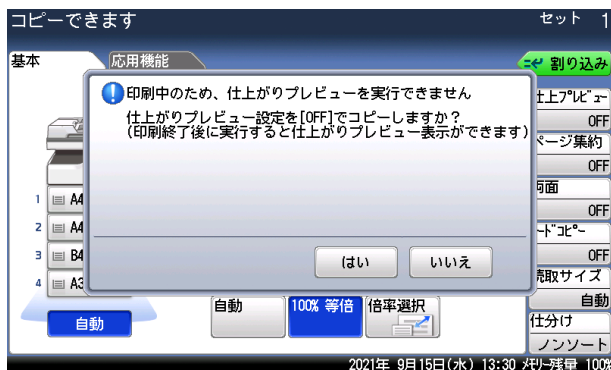 コピーできます
セット 1
基本
応用機能
割り込み
印刷中のため、仕上がりプレビューを実行できません
仕上がりプレビュー設定を[OFF]でコピーしますか？
(印刷終了後に実行すると仕上がりプレビュー表示ができます)
はい
いいえ
仕上プレビュー
OFF
ページ集約
OFF
両面
OFF
ードコピー
OFF
読取サイズ
自動
仕分け
ノンソート
1 A4
2 A4
3 B4
4 A3
自動
自動
100% 等倍
倍率選択
2021年 9月15日(水) 13:30 メモリー残量 100%